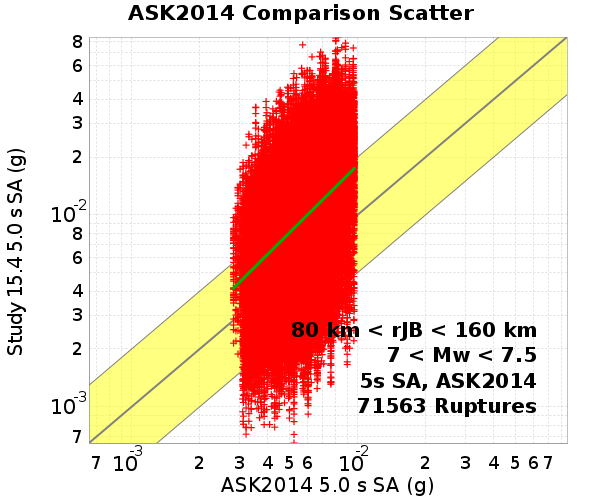 ASK2014 Comparison Scatter
8
6
4
3
2
10-2
8
6
4
3
2
10-3
7
Study 15.4 5.0 s SA (g)
80 km < rJB < 160 km
7 < Mw < 7.5
5s SA, ASK2014
71563 Ruptures
7 10-3 2 3 4 5 6 10-2 2 3 4 5 6 7
ASK2014 5.0 s SA (g)